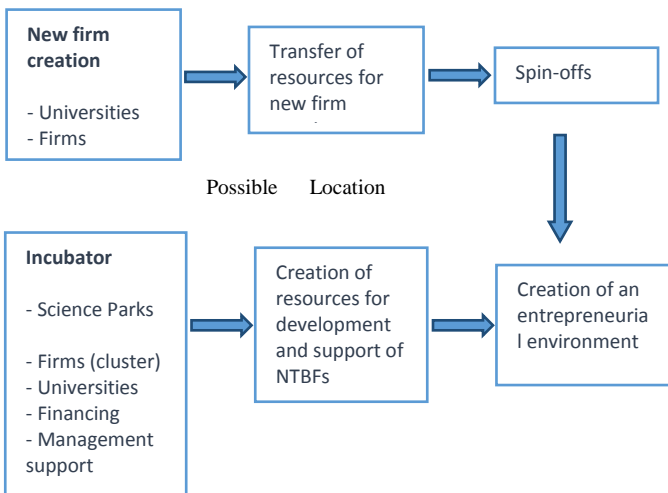 New firm
creation
- Universities
- Firms
Transfer of
resources for
new firm
Spin-offs
Possible Location
Incubator
- Science Parks
- Firms (cluster)
- Universities
- Financing
- Management
support
Creation of
resources for
development
and support of
NTBFs
Creation of an
entrepreneuria
l environment